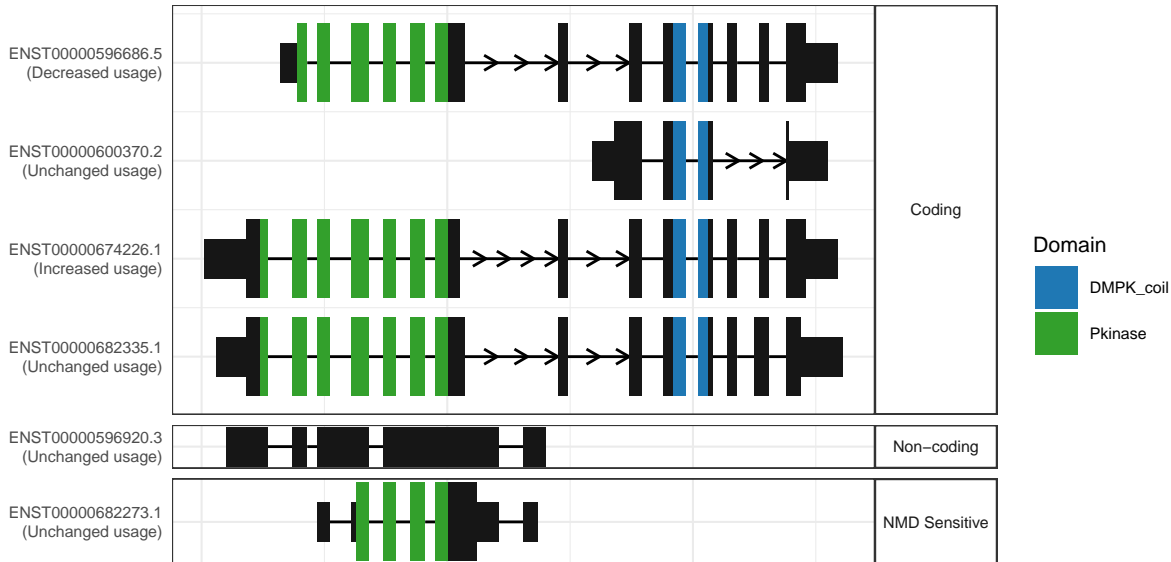 ENST00000596686.5
(Decreased usage)
ENST00000600370.2
(Unchanged usage)
ENST00000674226.1
(Increased usage)
ENST00000682335.1
(Unchanged usage)
Coding
ENST00000596920.3
(Unchanged usage)
Non−coding
ENST00000682273.1
(Unchanged usage)
NMD Sensitive
Domain
DMPK_coil
Pkinase